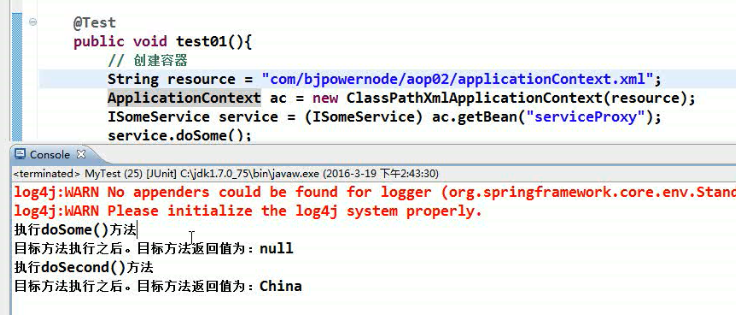 @Test
public void test01(){
// 创建容器
String resource = "com/bjpowernode/aop02/applicationContext.xml";
ApplicationContext ac = new ClassPathXmlApplicationContext(resource);
ISomeService service = (ISomeService) ac.getBean("serviceProxy");
service.doSome();
Console
<terminated> MyTest (25) [JUnit] C:\jdk1.7.0_75\bin\javaw.exe (2016-3-19 下午2:43:30)
log4j:WARN No appenders could be found for logger (org.springframework.core.env.Stand
log4j:WARN Please initialize the log4j system properly.
执行doSome()方法
目标方法执行之后。目标方法返回值为：null
执行doSecond()方法
目标方法执行之后。目标方法返回值为：China